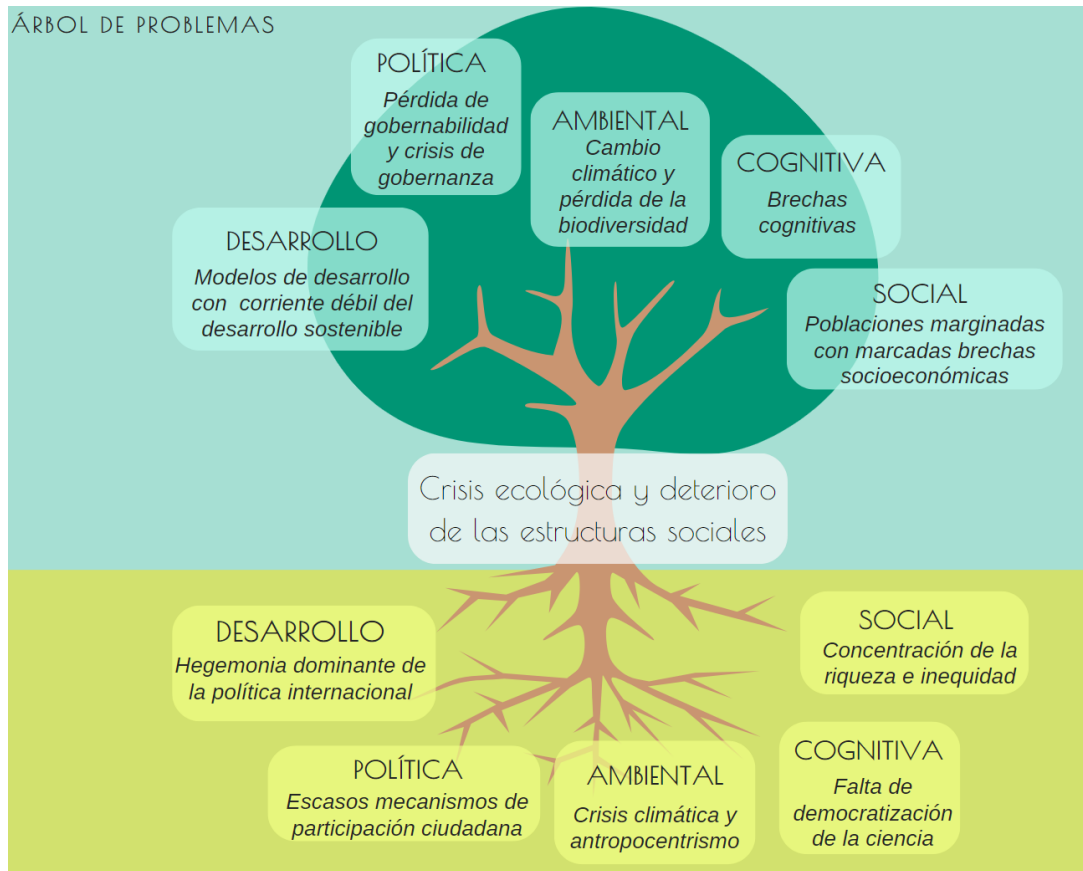 ÁRBOL DE PROBLEMAS
POLÍTICA
Pérdida de
gobernabilidad
y crisis de
gobernanza
AMBIENTAL
Cambio
climático y
pérdida de la
biodiversidad
COGNITIVA
Brechas
cognitivas
DESARROLLO
Modelos de desarrollo
con corriente débil del
desarrollo sostenible
SOCIAL
Poblaciones marginadas
con marcadas brechas
socioeconómicas
Crisis ecológica y deterioro
de las estructuras sociales
DESARROLLO
Hegemonia dominante de
la política internacional
SOCIAL
Concentración de la
riqueza e inequidad
POLÍTICA
Escasos mecanismos de
participación ciudadana
AMBIENTAL
Crisis climática y
antropocentrismo
COGNITIVA
Falta de
democratización
de la ciencia